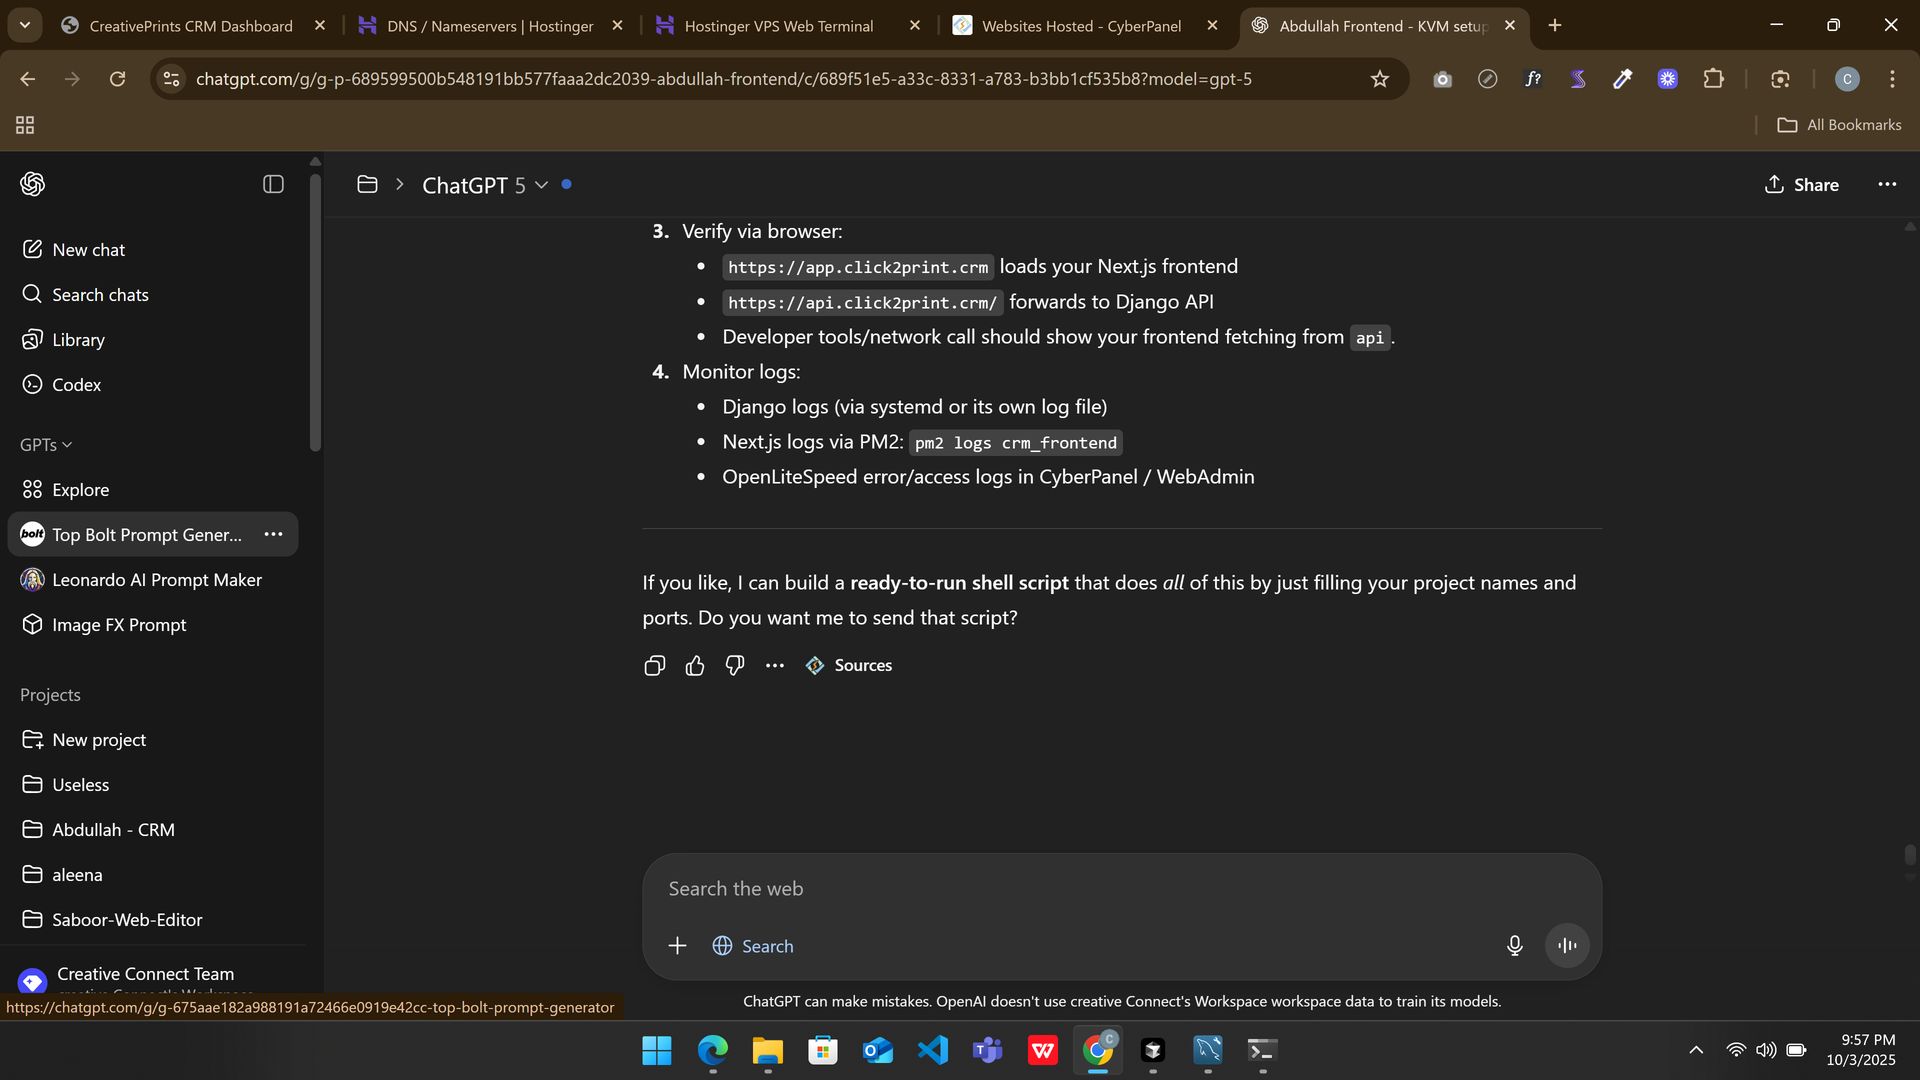 CreativePrints CRM Dashboard
DNS / Nameservers | Hostinger
Hostinger VPS Web Terminal
Websites Hosted - CyberPanel
Abdullah Frontend - KVM setup
chatgpt.com/g/g-p-689599500b548191bb577faaa2dc2039-abdullah-frontend/c/689f51e5-a33c-8331-a783-b3bb1cf535b8?model=gpt-5
f?
C
All Bookmarks
ChatGPT 5
Share
New chat
Search chats
Library
Codex
GPTs
Explore
bolt Top Bolt Prompt Gener...
Leonardo AI Prompt Maker
Image FX Prompt
Projects
New project
Useless
Abdullah - CRM
aleena
Saboor-Web-Editor
Creative Connect Team
https://chatgpt.com/g/g-675aae182a988191a72466e0919e42cc-top-bolt-prompt-generator
3. Verify via browser:
• https://app.click2print.crm loads your Next.js frontend
• https://api.click2print.crm/ forwards to Django API
• Developer tools/network call should show your frontend fetching from api.
4. Monitor logs:
• Django logs (via systemd or its own log file)
• Next.js logs via PM2: pm2 logs crm_frontend
• OpenLiteSpeed error/access logs in CyberPanel / WebAdmin
If you like, I can build a ready-to-run shell script that does all of this by just filling your project names and
ports. Do you want me to send that script?
Sources
Search the web
Search
ChatGPT can make mistakes. OpenAI doesn't use creative Connect's Workspace workspace data to train its models.
9:57 PM
10/3/2025